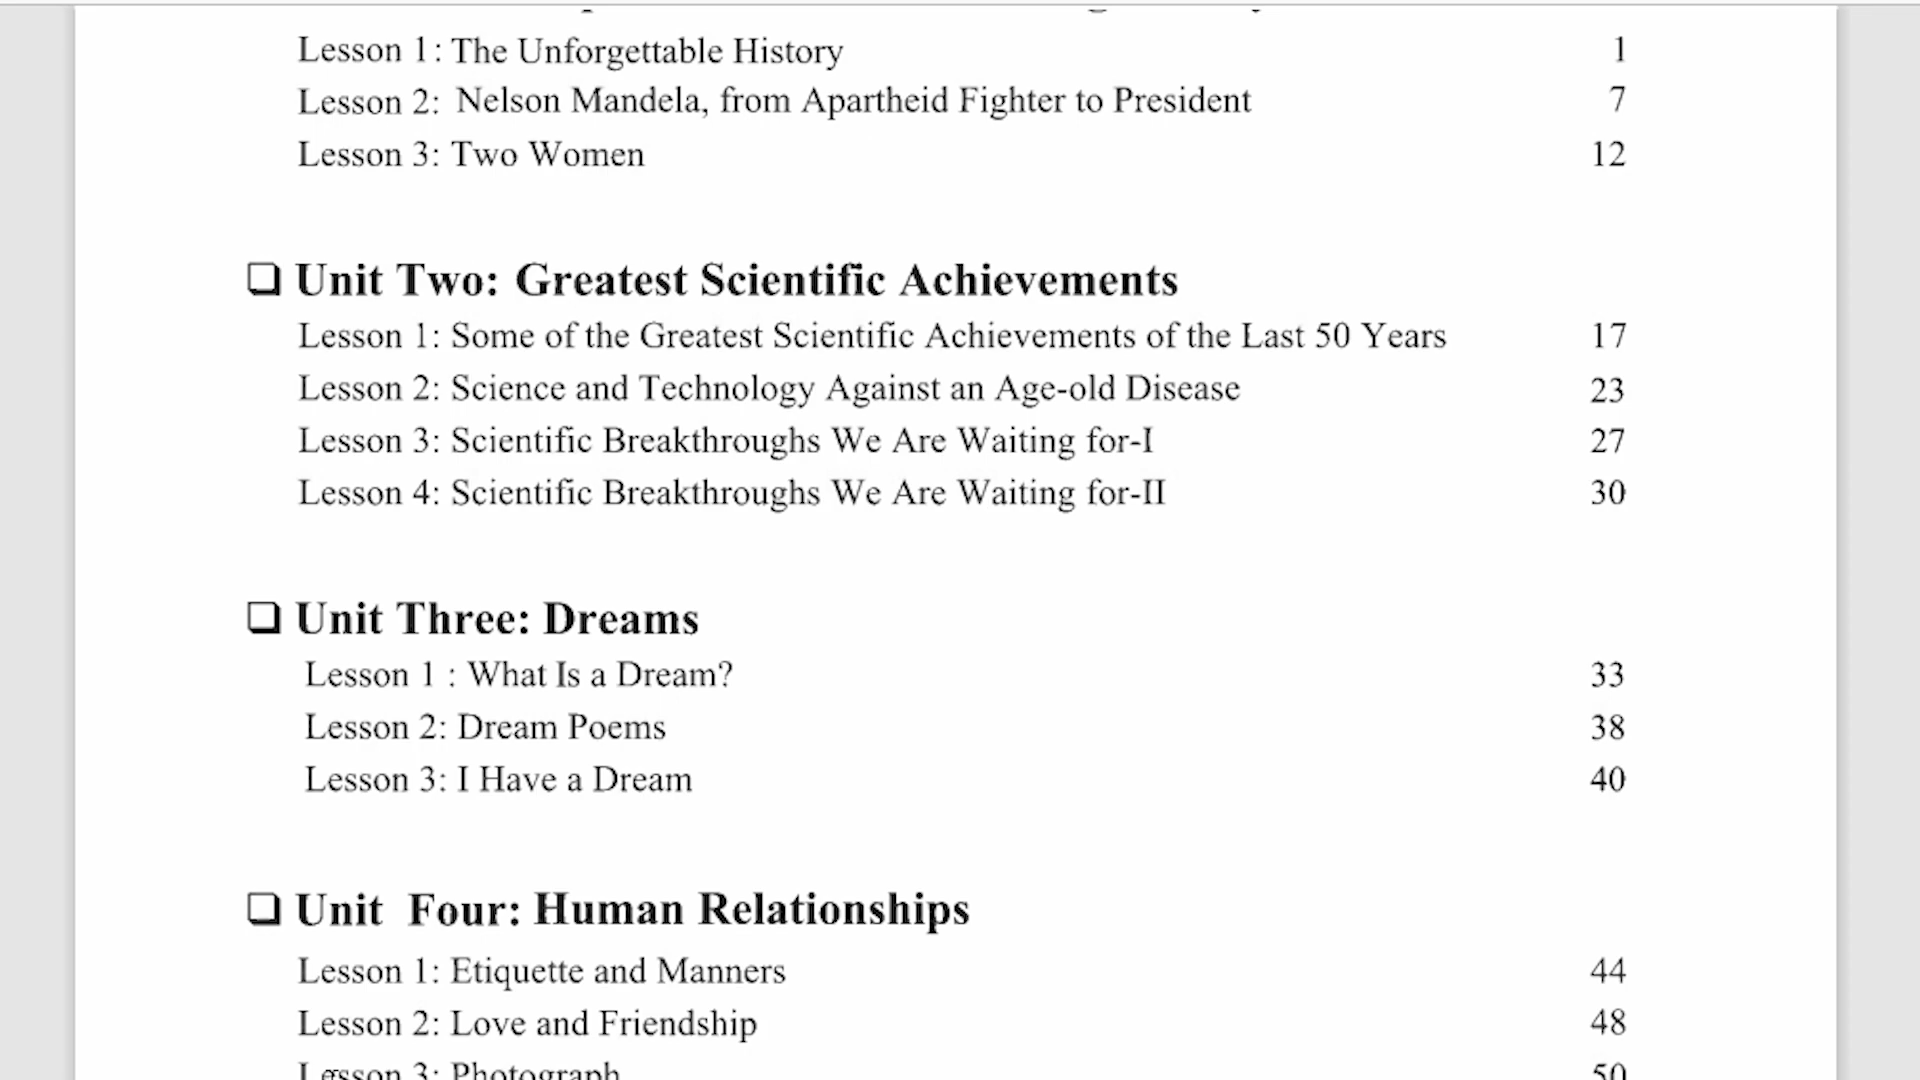 Lesson 1: The Unforgettable History 1
Lesson 2: Nelson Mandela, from Apartheid Fighter to President 7
Lesson 3: Two Women 12
❑ Unit Two: Greatest Scientific Achievements
Lesson 1: Some of the Greatest Scientific Achievements of the Last 50 Years 17
Lesson 2: Science and Technology Against an Age-old Disease 23
Lesson 3: Scientific Breakthroughs We Are Waiting for-I 27
Lesson 4: Scientific Breakthroughs We Are Waiting for-II 30
❑ Unit Three: Dreams
Lesson 1 : What Is a Dream? 33
Lesson 2: Dream Poems 38
Lesson 3: I Have a Dream 40
❑ Unit Four: Human Relationships
Lesson 1: Etiquette and Manners 44
Lesson 2: Love and Friendship 48
Lesson 3: Photograph 50